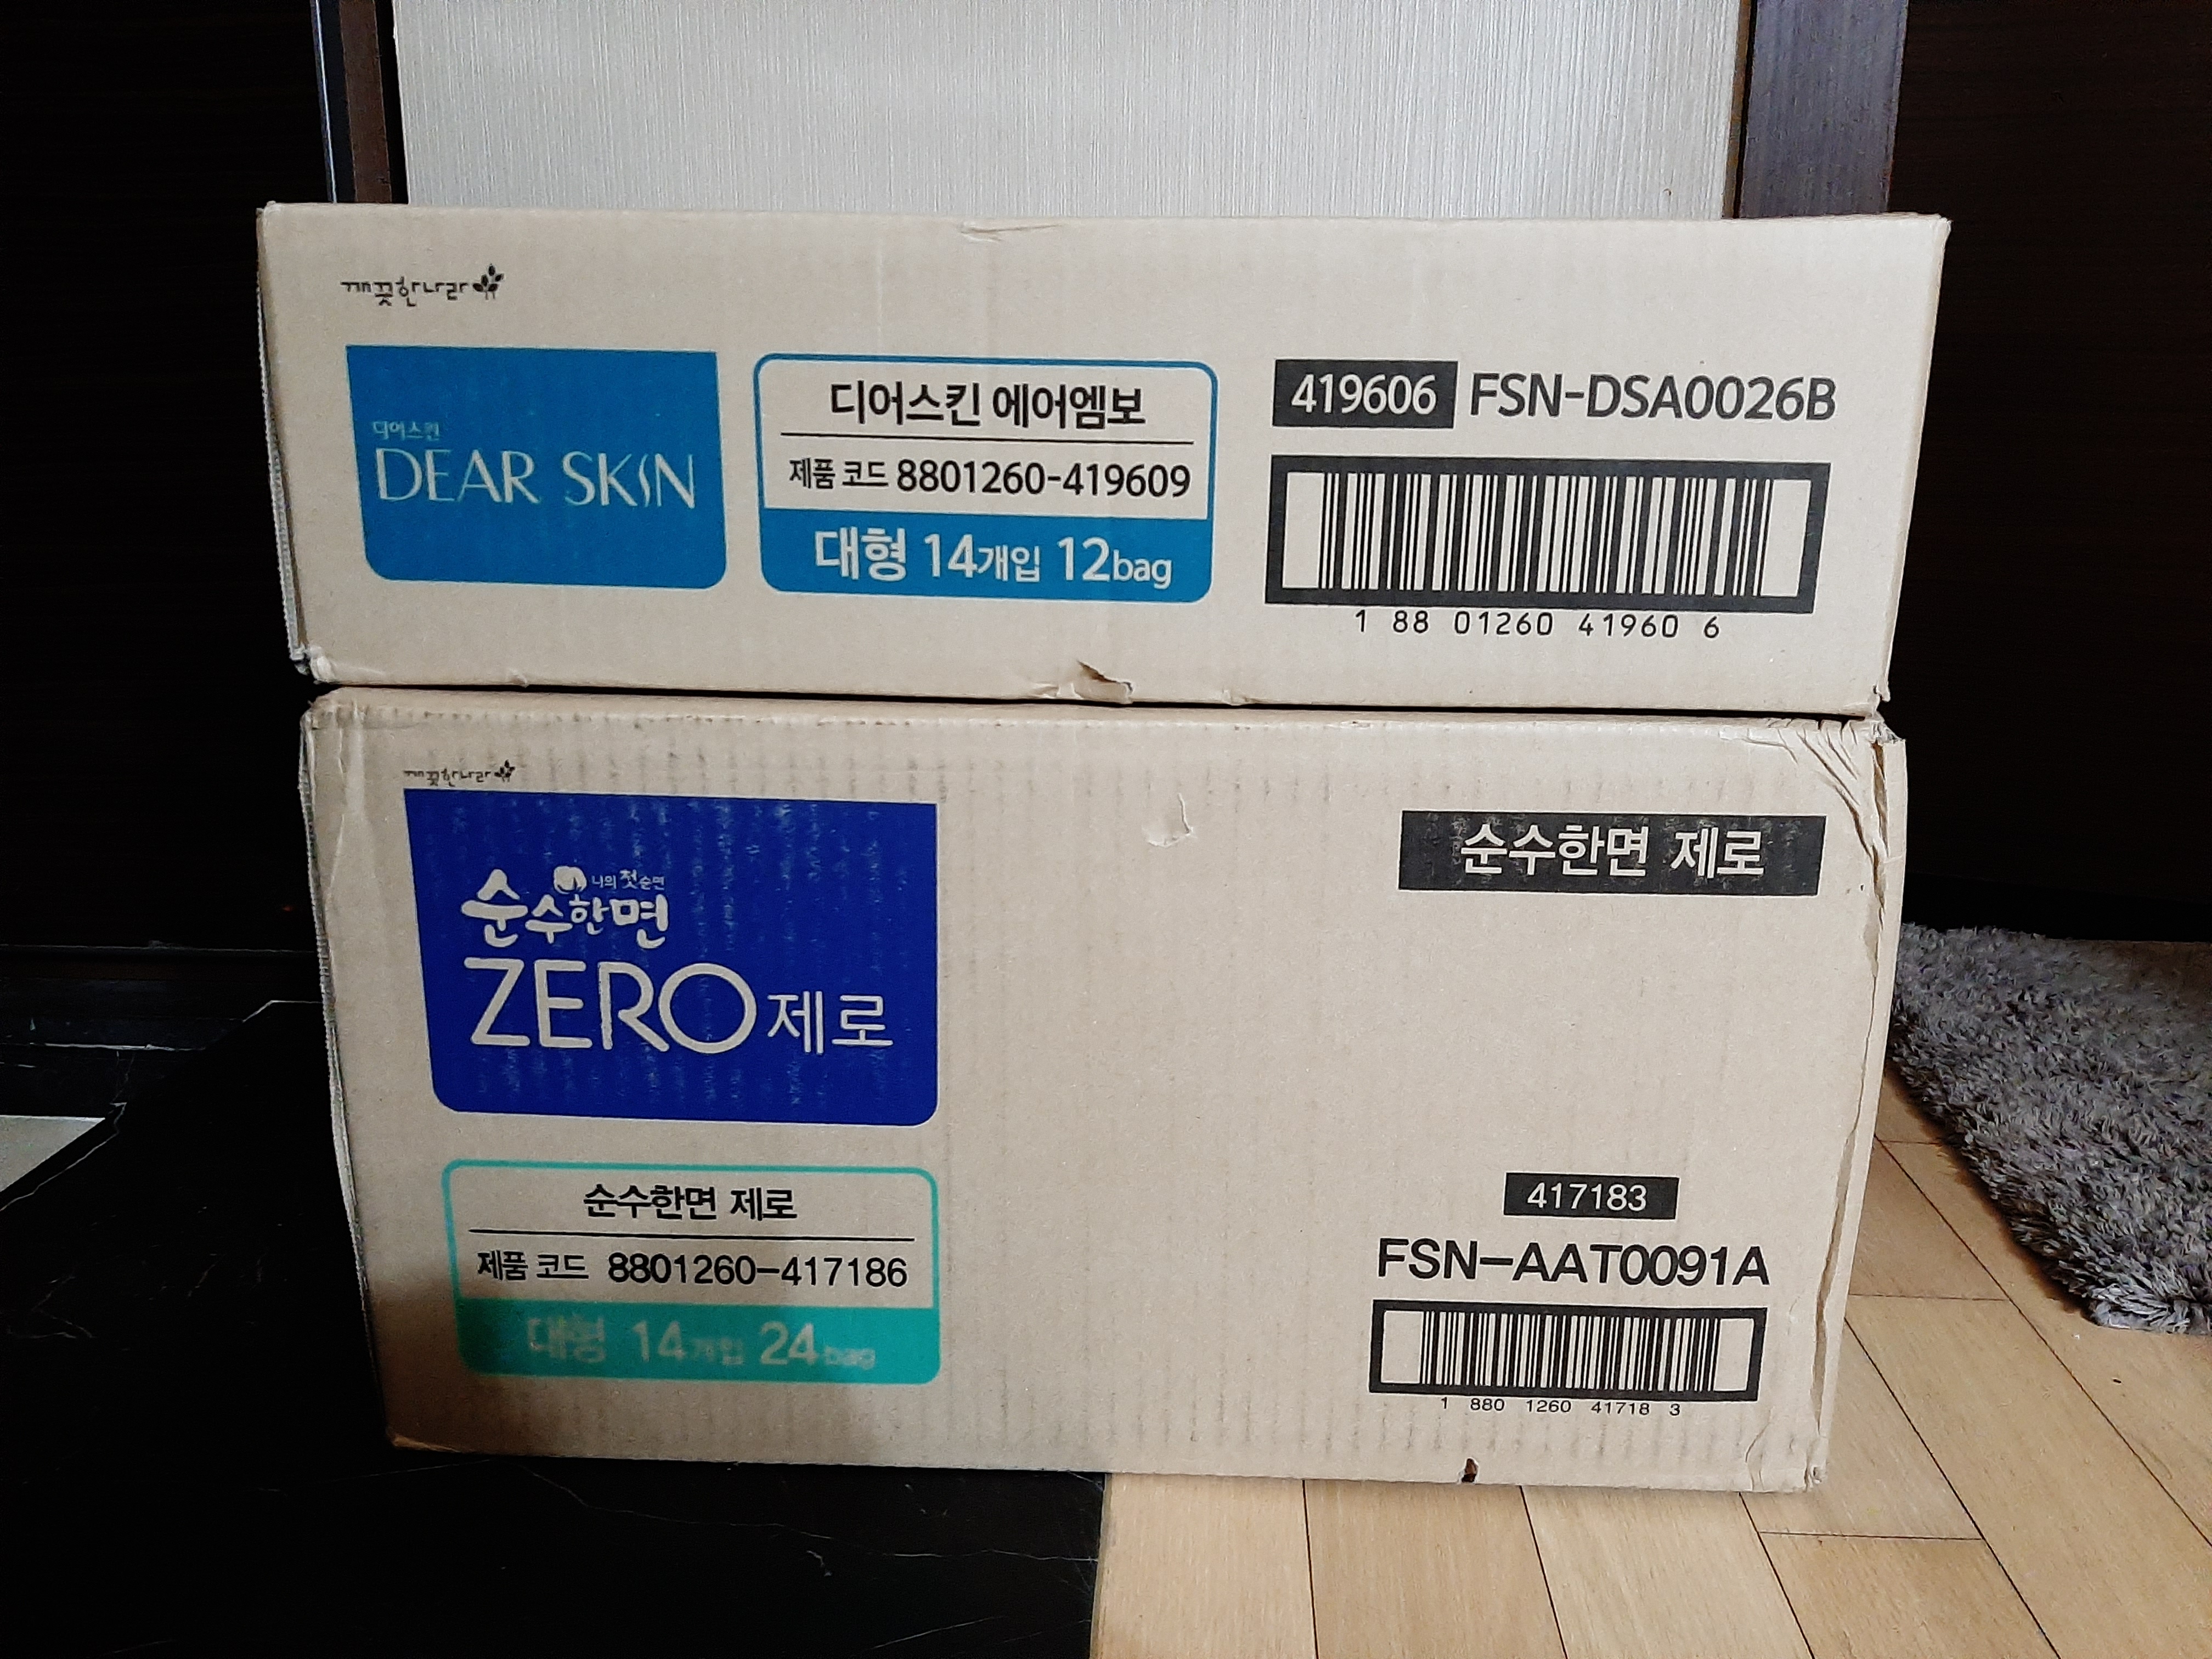 깨끗한나라
디어스킨
DEAR SKIN
디어스킨 에어엠보
제품 코드 8801260-419609
대형 14개입 12bag
419606 FSN-DSA0026B
1 88 01260 41960 6
깨끗한나라
나의 첫 순면
순수한면
ZERO 제로
순수한면 제로
제품 코드 8801260-417186
대형 14개입 24bag
순수한면 제로
417183
FSN-AAT0091A
1 880 1260 41718 3